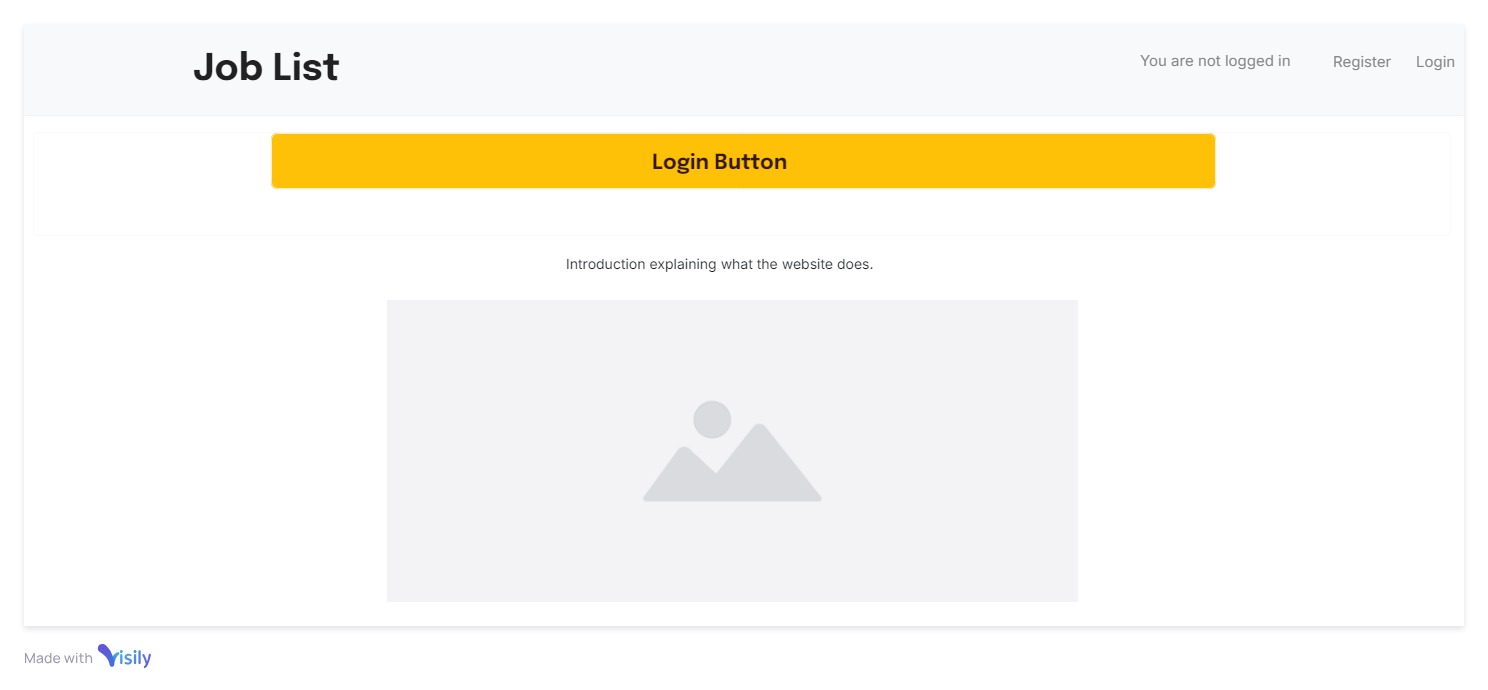 Job List
You are not logged in
Register
Login
Login Button
Introduction explaining what the website does.
Made with Visily